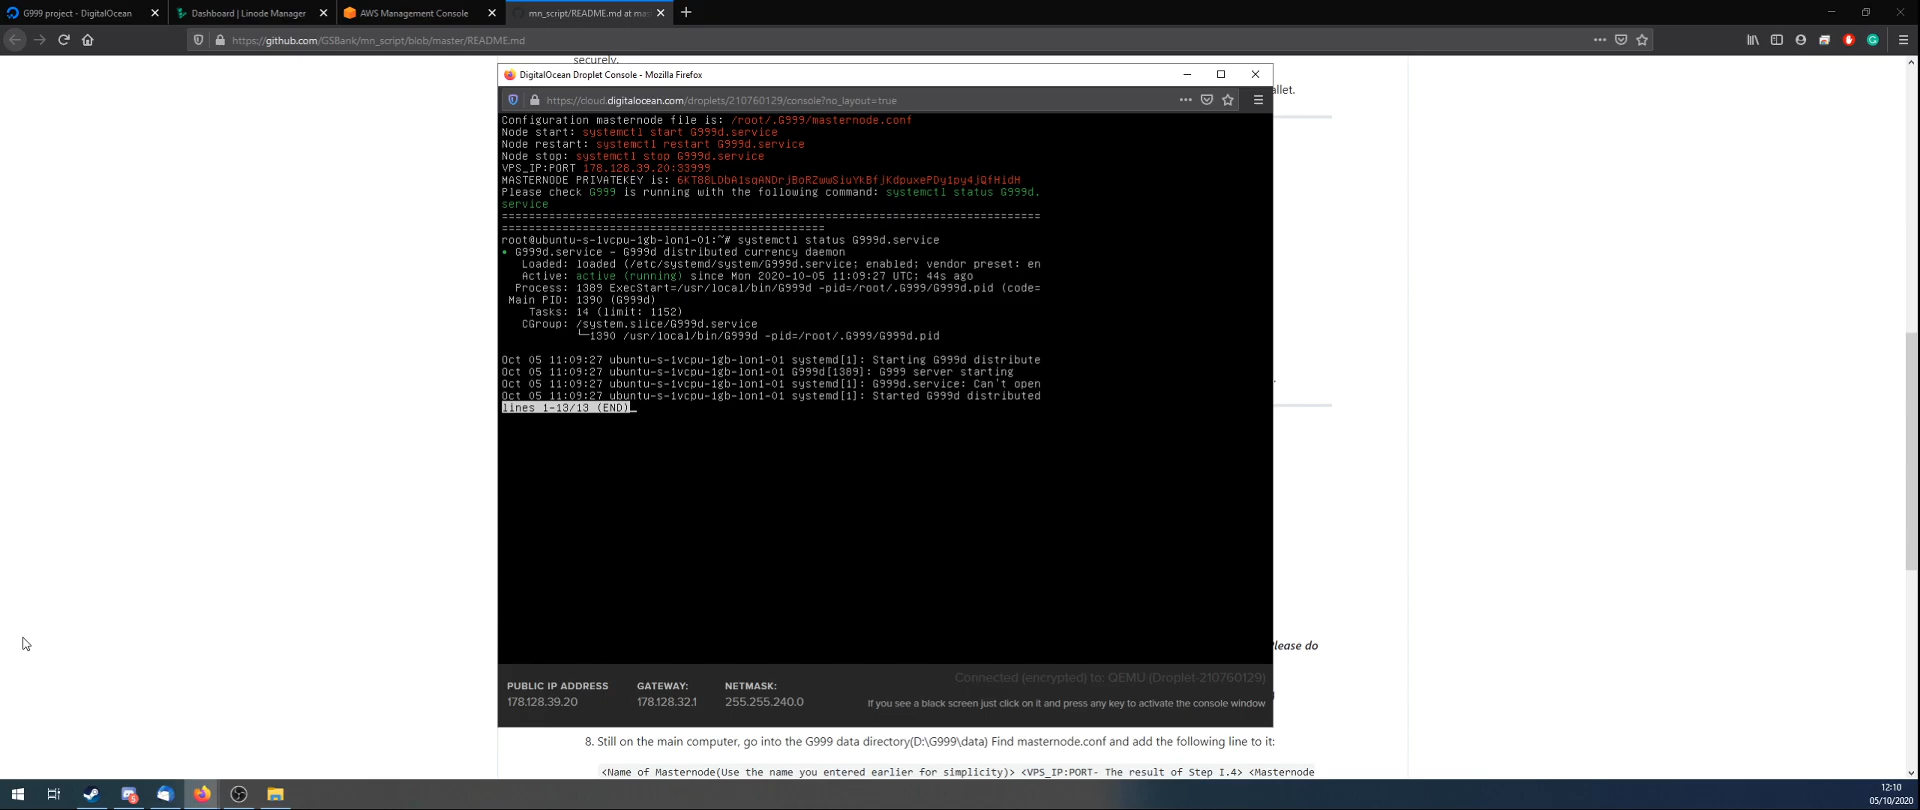 G999 project - DigitalOcean
Dashboard | Linode Manager
AWS Management Console
mn_script/README.md at mas
https://github.com/GSBank/mn_script/blob/master/README.md
securely.
DigitalOcean Droplet Console - Mozilla Firefox
allet.
https://cloud.digitalocean.com/droplets/210760129/console?no_layout=true
Configuration masternode file is: /root/.G999/masternode.conf
Node start: systemctl start G999d.service
Node restart: systemctl restart G999d.service
Node stop: systemctl stop G999d.service
VPS_IP:PORT 178.128.39.20:33999
MASTERNODE PRIVATEKEY is: 6KT88LDbA1sqANDrjBoRZwwSiuYkBfjKdpuxePDy1py4jQfHidH
Please check G999 is running with the following command: systemctl status G999d.
service
================================================================================
================================================
root@ubuntu-s-1vcpu-1gb-lon1-01:~# systemctl status G999d.service
• G999d.service - G999d distributed currency daemon
Loaded: loaded (/etc/systemd/system/G999d.service; enabled; vendor preset: en
Active: active (running) since Mon 2020-10-05 11:09:27 UTC; 44s ago
Process: 1389 ExecStart=/usr/local/bin/G999d -pid=/root/.G999/G999d.pid (code=
Main PID: 1390 (G999d)
Tasks: 14 (limit: 1152)
CGroup: /system.slice/G999d.service
└─1390 /usr/local/bin/G999d -pid=/root/.G999/G999d.pid
Oct 05 11:09:27 ubuntu-s-1vcpu-1gb-lon1-01 systemd[1]: Starting G999d distribute
Oct 05 11:09:27 ubuntu-s-1vcpu-1gb-lon1-01 G999d[1389]: G999 server starting
Oct 05 11:09:27 ubuntu-s-1vcpu-1gb-lon1-01 systemd[1]: G999d.service: Can't open
Oct 05 11:09:27 ubuntu-s-1vcpu-1gb-lon1-01 systemd[1]: Started G999d distributed
lines 1-13/13 (END)
Please do
Connected (encrypted) to: QEMU (Droplet-210760129)
PUBLIC IP ADDRESS GATEWAY: NETMASK:
178.128.39.20 178.128.32.1 255.255.240.0
If you see a black screen just click on it and press any key to activate the console window
8. Still on the main computer, go into the G999 data directory(D:\G999\data) Find masternode.conf and add the following line to it:
<Name of Masternode(Use the name you entered earlier for simplicity)> <VPS_IP:PORT- The result of Step I.4> <Masternode
12:10
05/10/2020